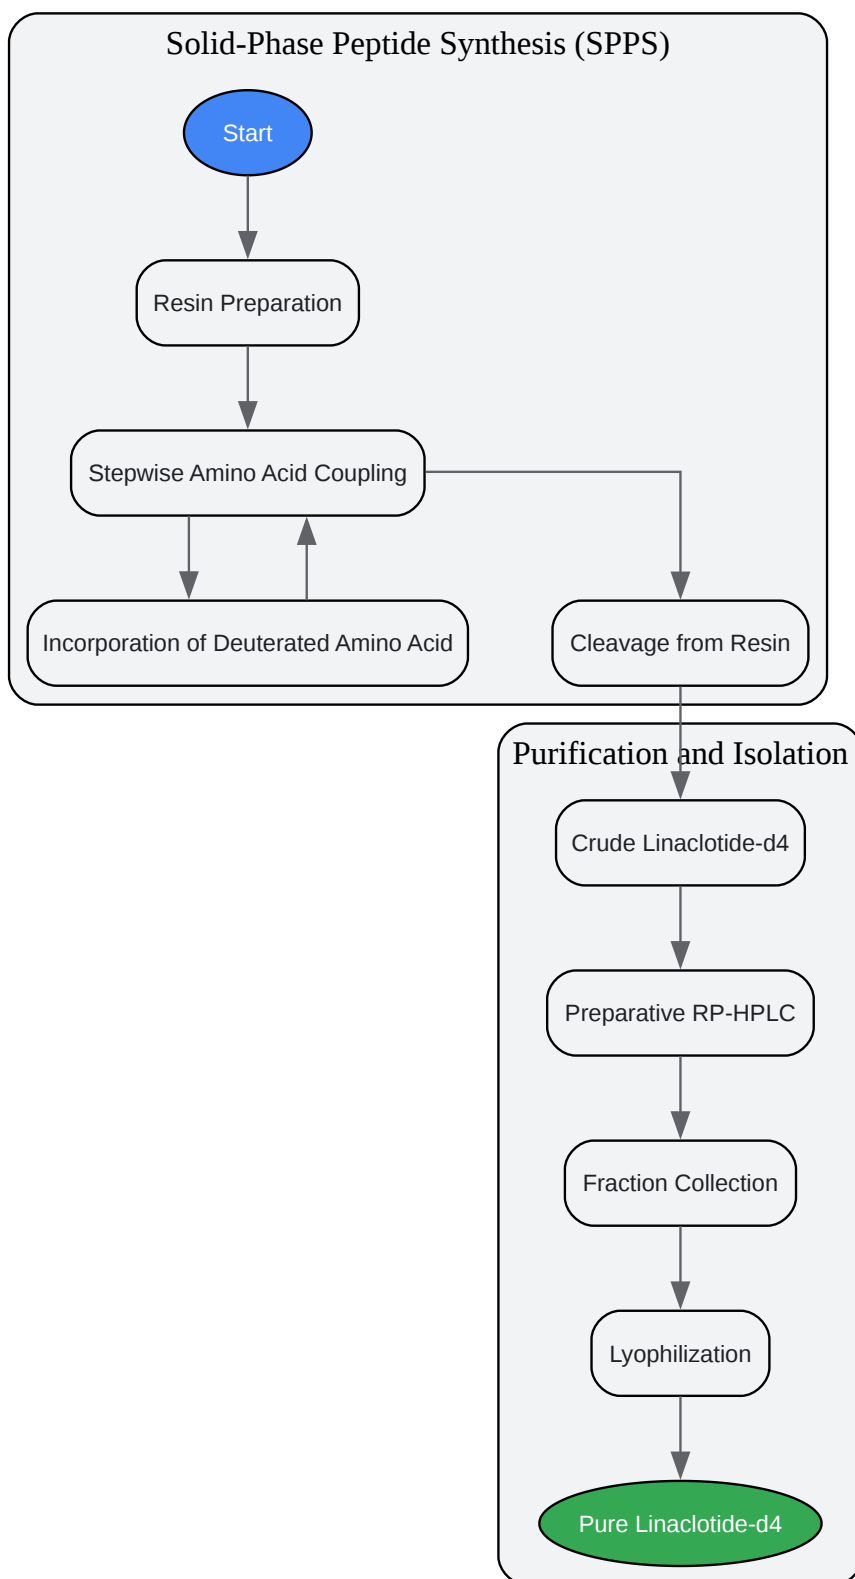 Solid-Phase Peptide Synthesis (SPPS)
Start
Resin Preparation
Stepwise Amino Acid Coupling
Incorporation of Deuterated Amino Acid
Cleavage from Resin
Purification and Isolation
Crude Linaclotide-d4
Preparative RP-HPLC
Fraction Collection
Lyophilization
Pure Linaclotide-d4